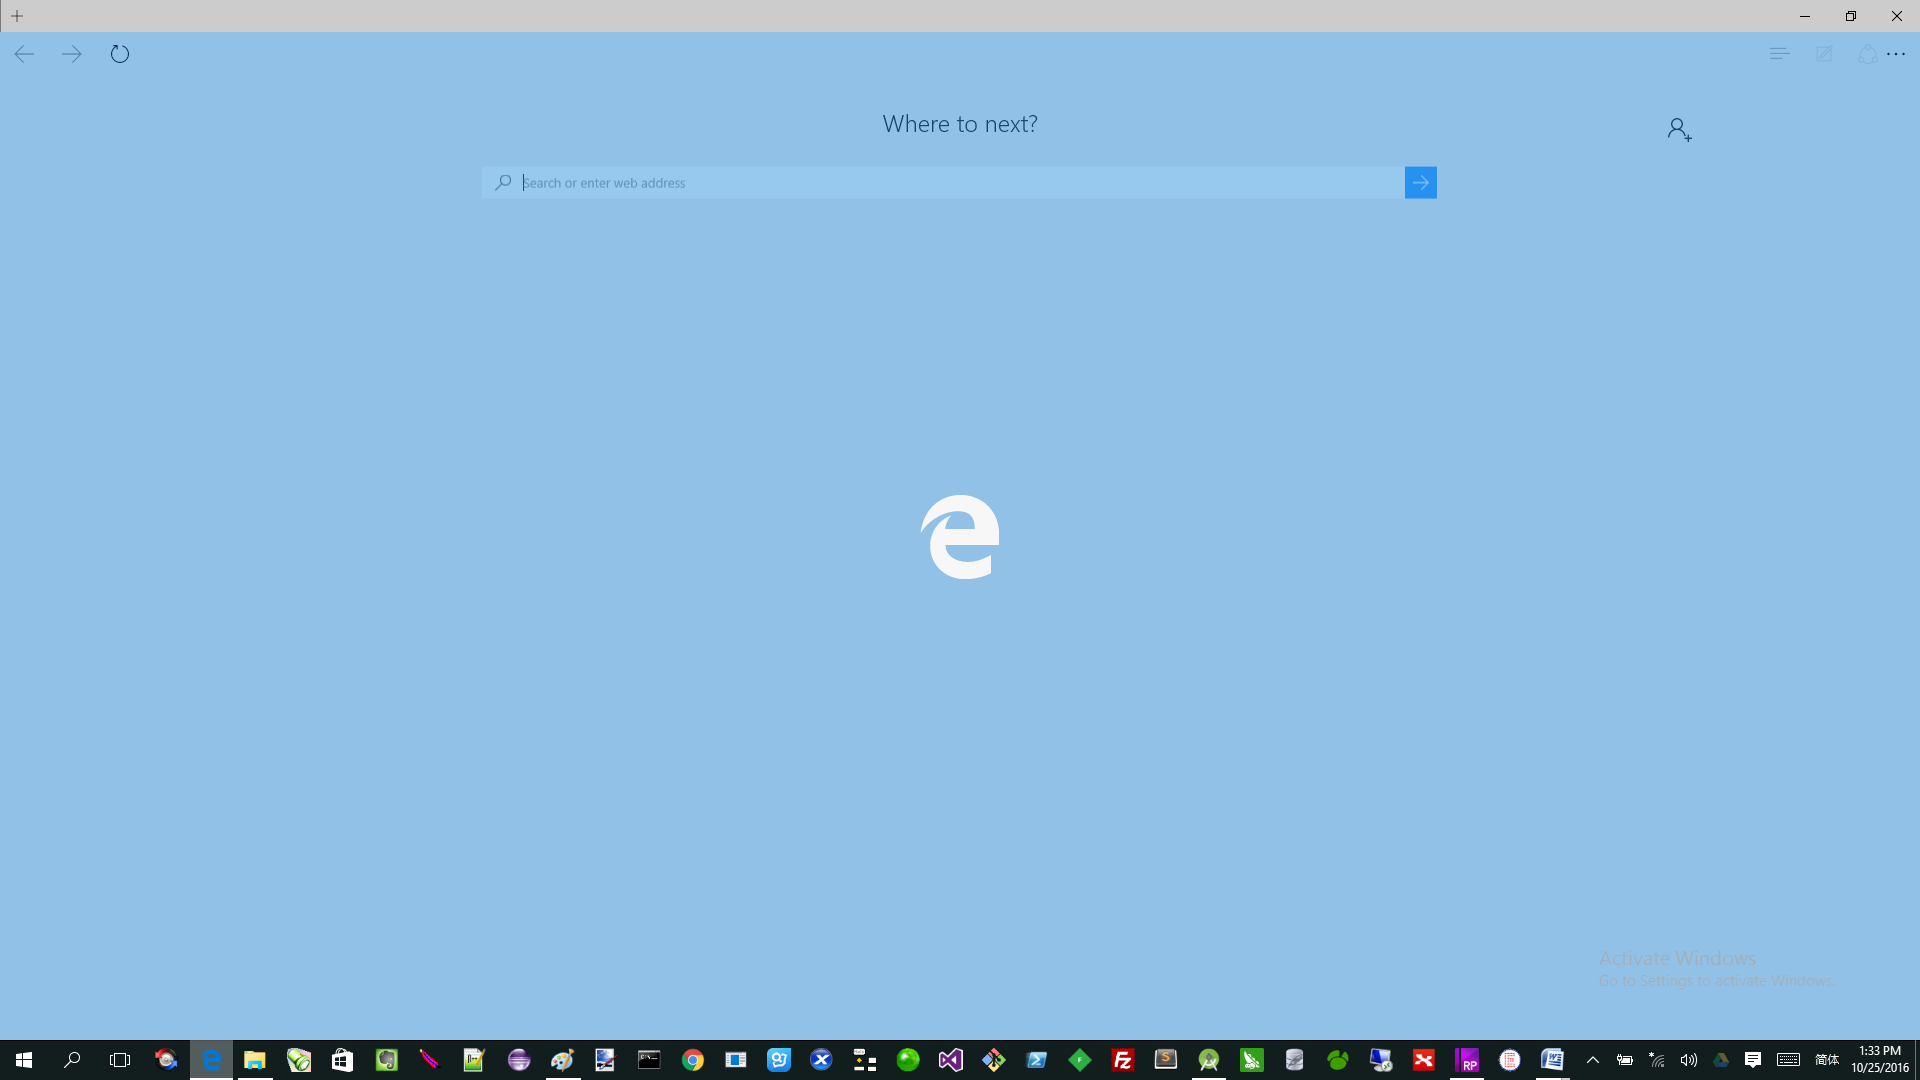 Where to next?
Search or enter web address
Activate Windows
Go to Settings to activate Windows.
RP
简体
1:33 PM
10/25/2016